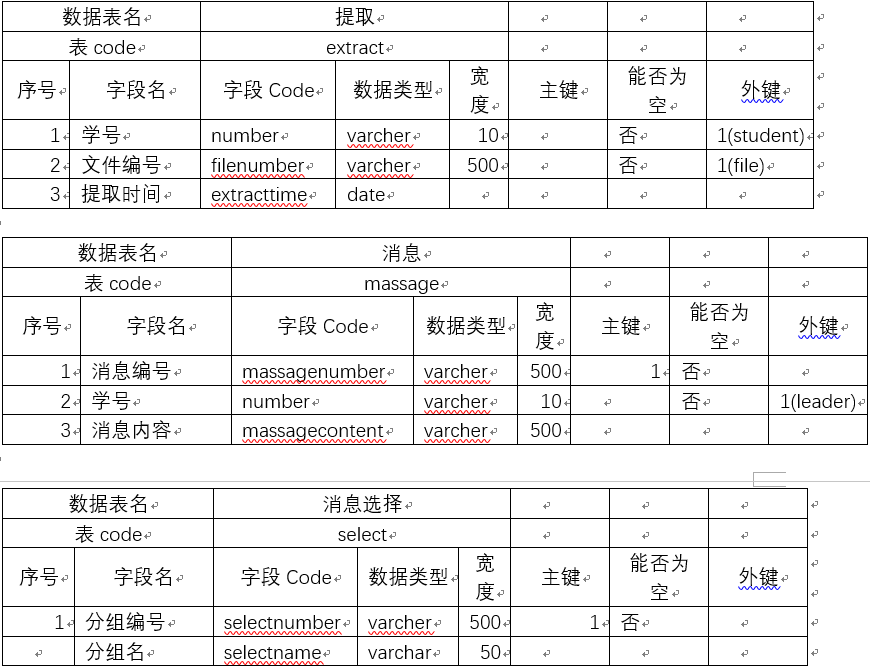 数据表名 提取
表 code extract
序号 字段名 字段 Code 数据类型 宽度 主键 能否为空 外键
1 学号 number varcher 10 否 1(student)
2 文件编号 filenumber varcher 500 否 1(file)
3 提取时间 extracttime date
数据表名 消息
表 code massage
序号 字段名 字段 Code 数据类型 宽度 主键 能否为空 外键
1 消息编号 massagenumber varcher 500 1 否
2 学号 number varcher 10 否 1(leader)
3 消息内容 massagecontent varcher 500
数据表名 消息选择
表 code select
序号 字段名 字段 Code 数据类型 宽度 主键 能否为空 外键
1 分组编号 selectnumber varcher 500 1 否
分组名 selectname varchar 50